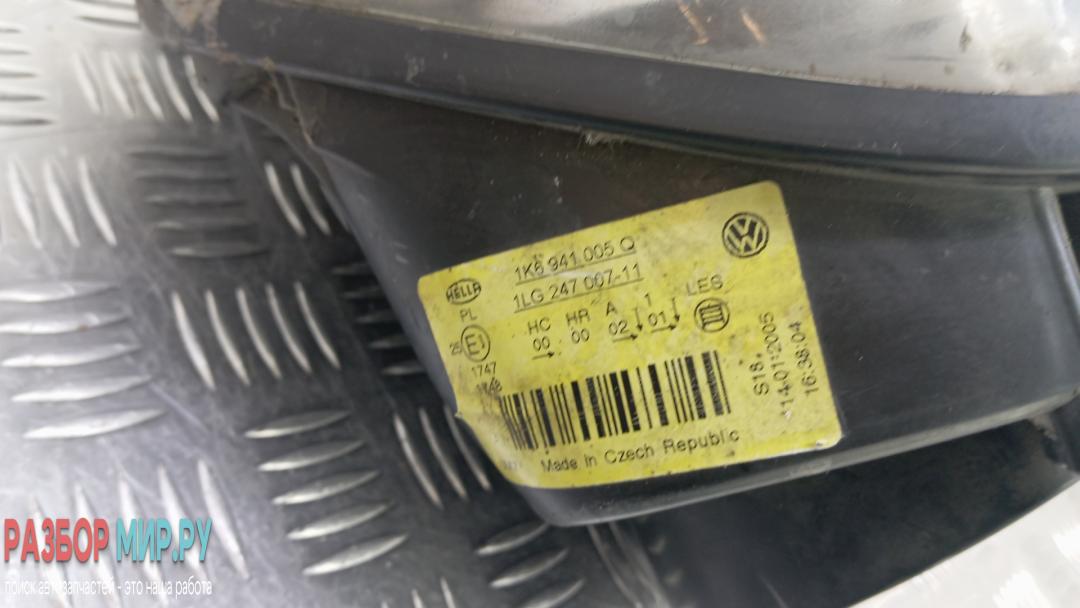 1K6 941 005 Q
1LG 247 007-11
HELLA
PL
HC HR A 1
00 00 02 01
LES
E1
1747
Made in Czech Republic
S18
14.01.2005
16:38:04
РАЗБОР МИР.РУ
поиск автозапчастей - это наша работа